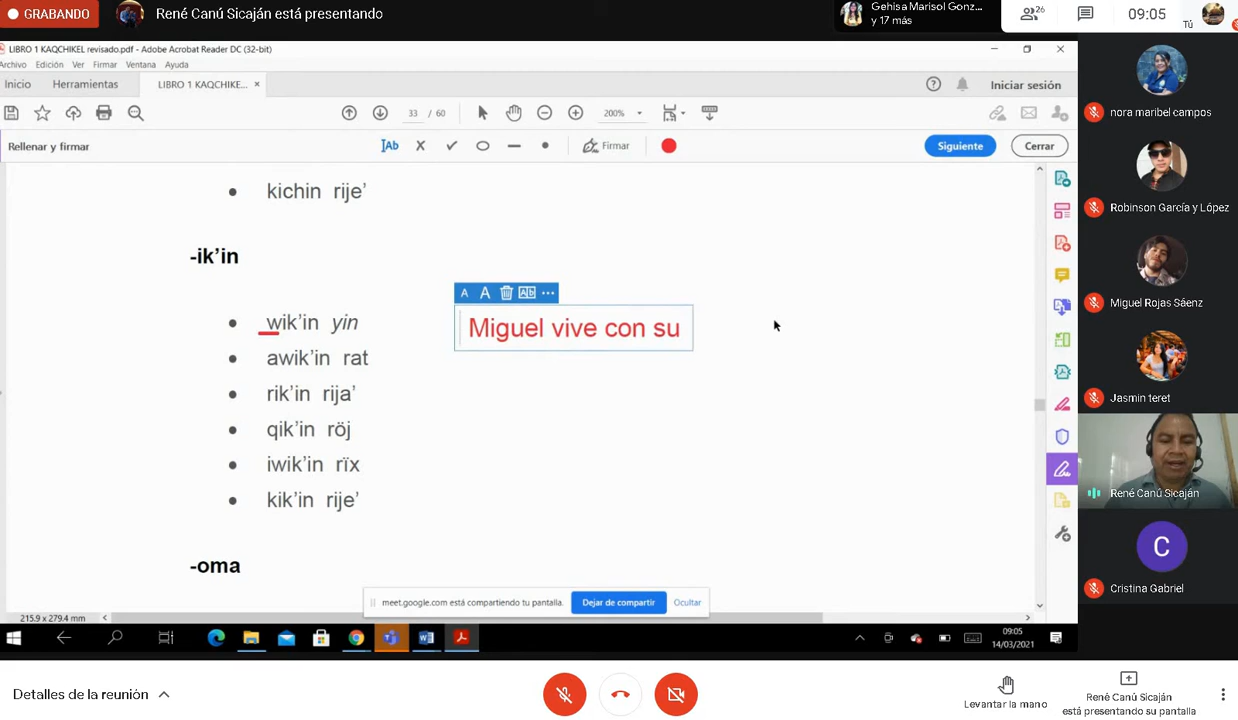 GRABANDO
René Canú Sicaján está presentando
Gehisa Marisol Gonz...
y 17 más
26
09:05
Tú
LIBRO 1 KAQCHIKEL revisado.pdf - Adobe Acrobat Reader DC (32-bit)
Archivo Edición Ver Firmar Ventana Ayuda
Inicio Herramientas LIBRO 1 KAQCHIKEL... × Iniciar sesión
33 / 60 200%
Rellenar y firmar Ab Firmar Siguiente Cerrar
• kichin rije’
-ik’in
A A
Miguel vive con su
• wik’in yin
• awik’in rat
• rik’in rija’
• qik’in röj
• iwik’in rïx
• kik’in rije’
-oma
meet.google.com está compartiendo tu pantalla. Dejar de compartir Ocultar
215.9 x 279.4 mm
09:05
14/03/2021
nora maribel campos
Robinson García y López
Miguel Rojas Sáenz
Jasmin teret
René Canú Sicaján
C
Cristina Gabriel
Detalles de la reunión
Levantar la mano
René Canú Sicaján
está presentando su pantalla